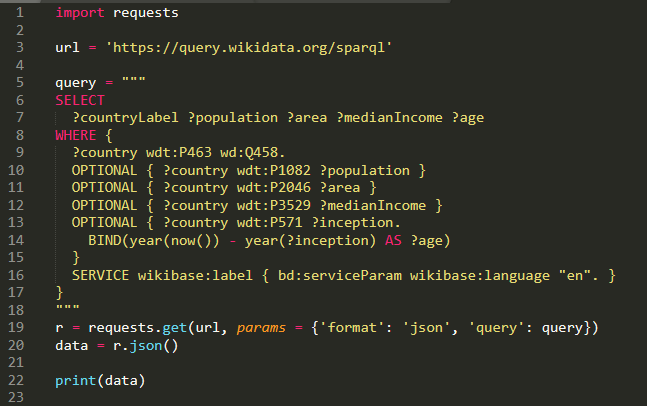 1 import requests
2
3 url = 'https://query.wikidata.org/sparql'
4
5 query = """
6 SELECT
7   ?countryLabel ?population ?area ?medianIncome ?age
8 WHERE {
9   ?country wdt:P463 wd:Q458.
10   OPTIONAL { ?country wdt:P1082 ?population }
11   OPTIONAL { ?country wdt:P2046 ?area }
12   OPTIONAL { ?country wdt:P3529 ?medianIncome }
13   OPTIONAL { ?country wdt:P571 ?inception.
14     BIND(year(now()) - year(?inception) AS ?age)
15   }
16   SERVICE wikibase:label { bd:serviceParam wikibase:language "en". }
17 }
18 """
19 r = requests.get(url, params = {'format': 'json', 'query': query})
20 data = r.json()
21
22 print(data)
23